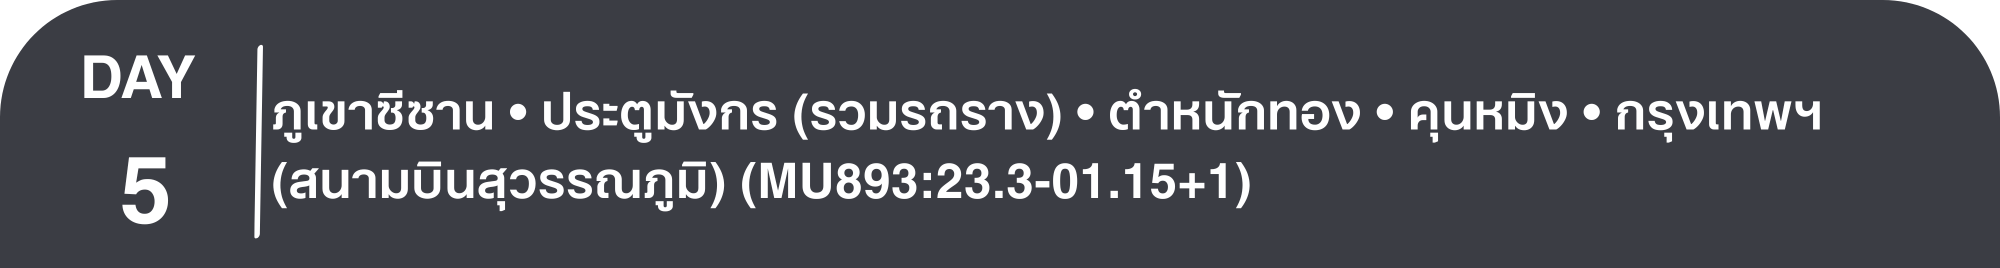 DAY
5
ภูเขาซีซาน • ประตูมังกร (รวมรถราง) • ตำหนักทอง • คุนหมิง • กรุงเทพฯ
(สนามบินสุวรรณภูมิ) (MU893:23.3-01.15+1)